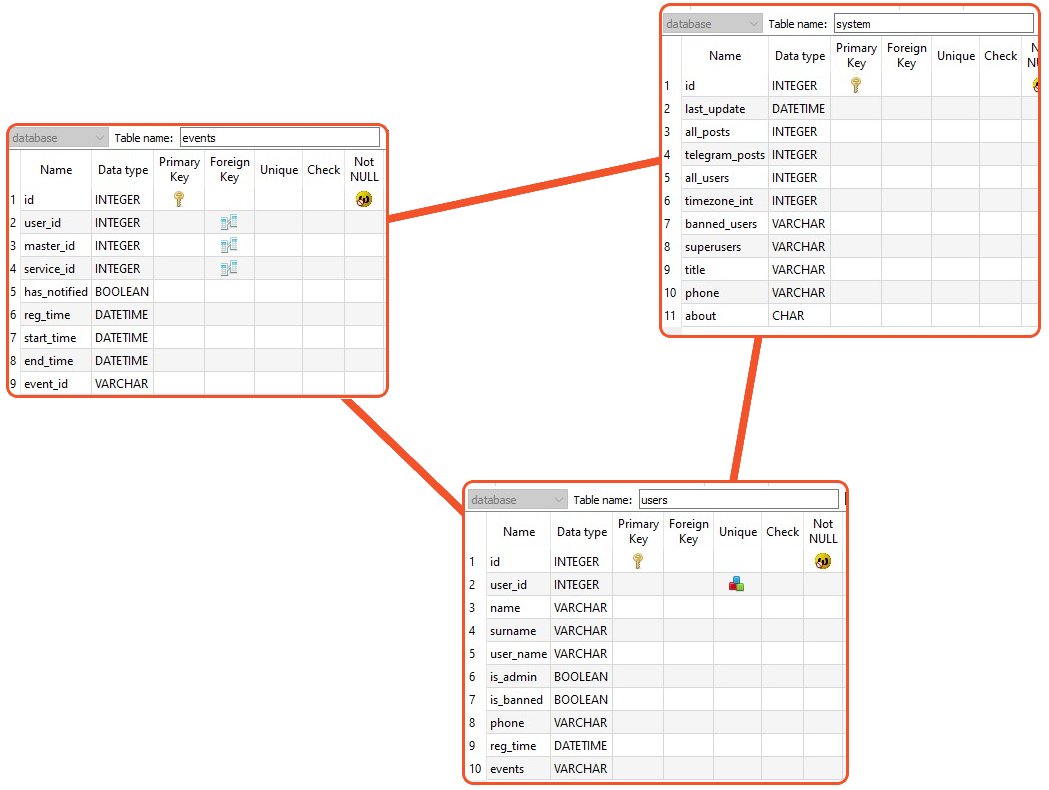 database Table name: system
Name Data type Primary Key Foreign Key Unique Check N NU
1 id INTEGER
2 last_update DATETIME
3 all_posts INTEGER
4 telegram_posts INTEGER
5 all_users INTEGER
6 timezone_int INTEGER
7 banned_users VARCHAR
8 superusers VARCHAR
9 title VARCHAR
10 phone VARCHAR
11 about CHAR
database Table name: events
Name Data type Primary Key Foreign Key Unique Check Not NULL
1 id INTEGER
2 user_id INTEGER
3 master_id INTEGER
4 service_id INTEGER
5 has_notified BOOLEAN
6 reg_time DATETIME
7 start_time DATETIME
8 end_time DATETIME
9 event_id VARCHAR
database Table name: users
Name Data type Primary Key Foreign Key Unique Check Not NULL
1 id INTEGER
2 user_id INTEGER
3 name VARCHAR
4 surname VARCHAR
5 user_name VARCHAR
6 is_admin BOOLEAN
7 is_banned BOOLEAN
8 phone VARCHAR
9 reg_time DATETIME
10 events VARCHAR